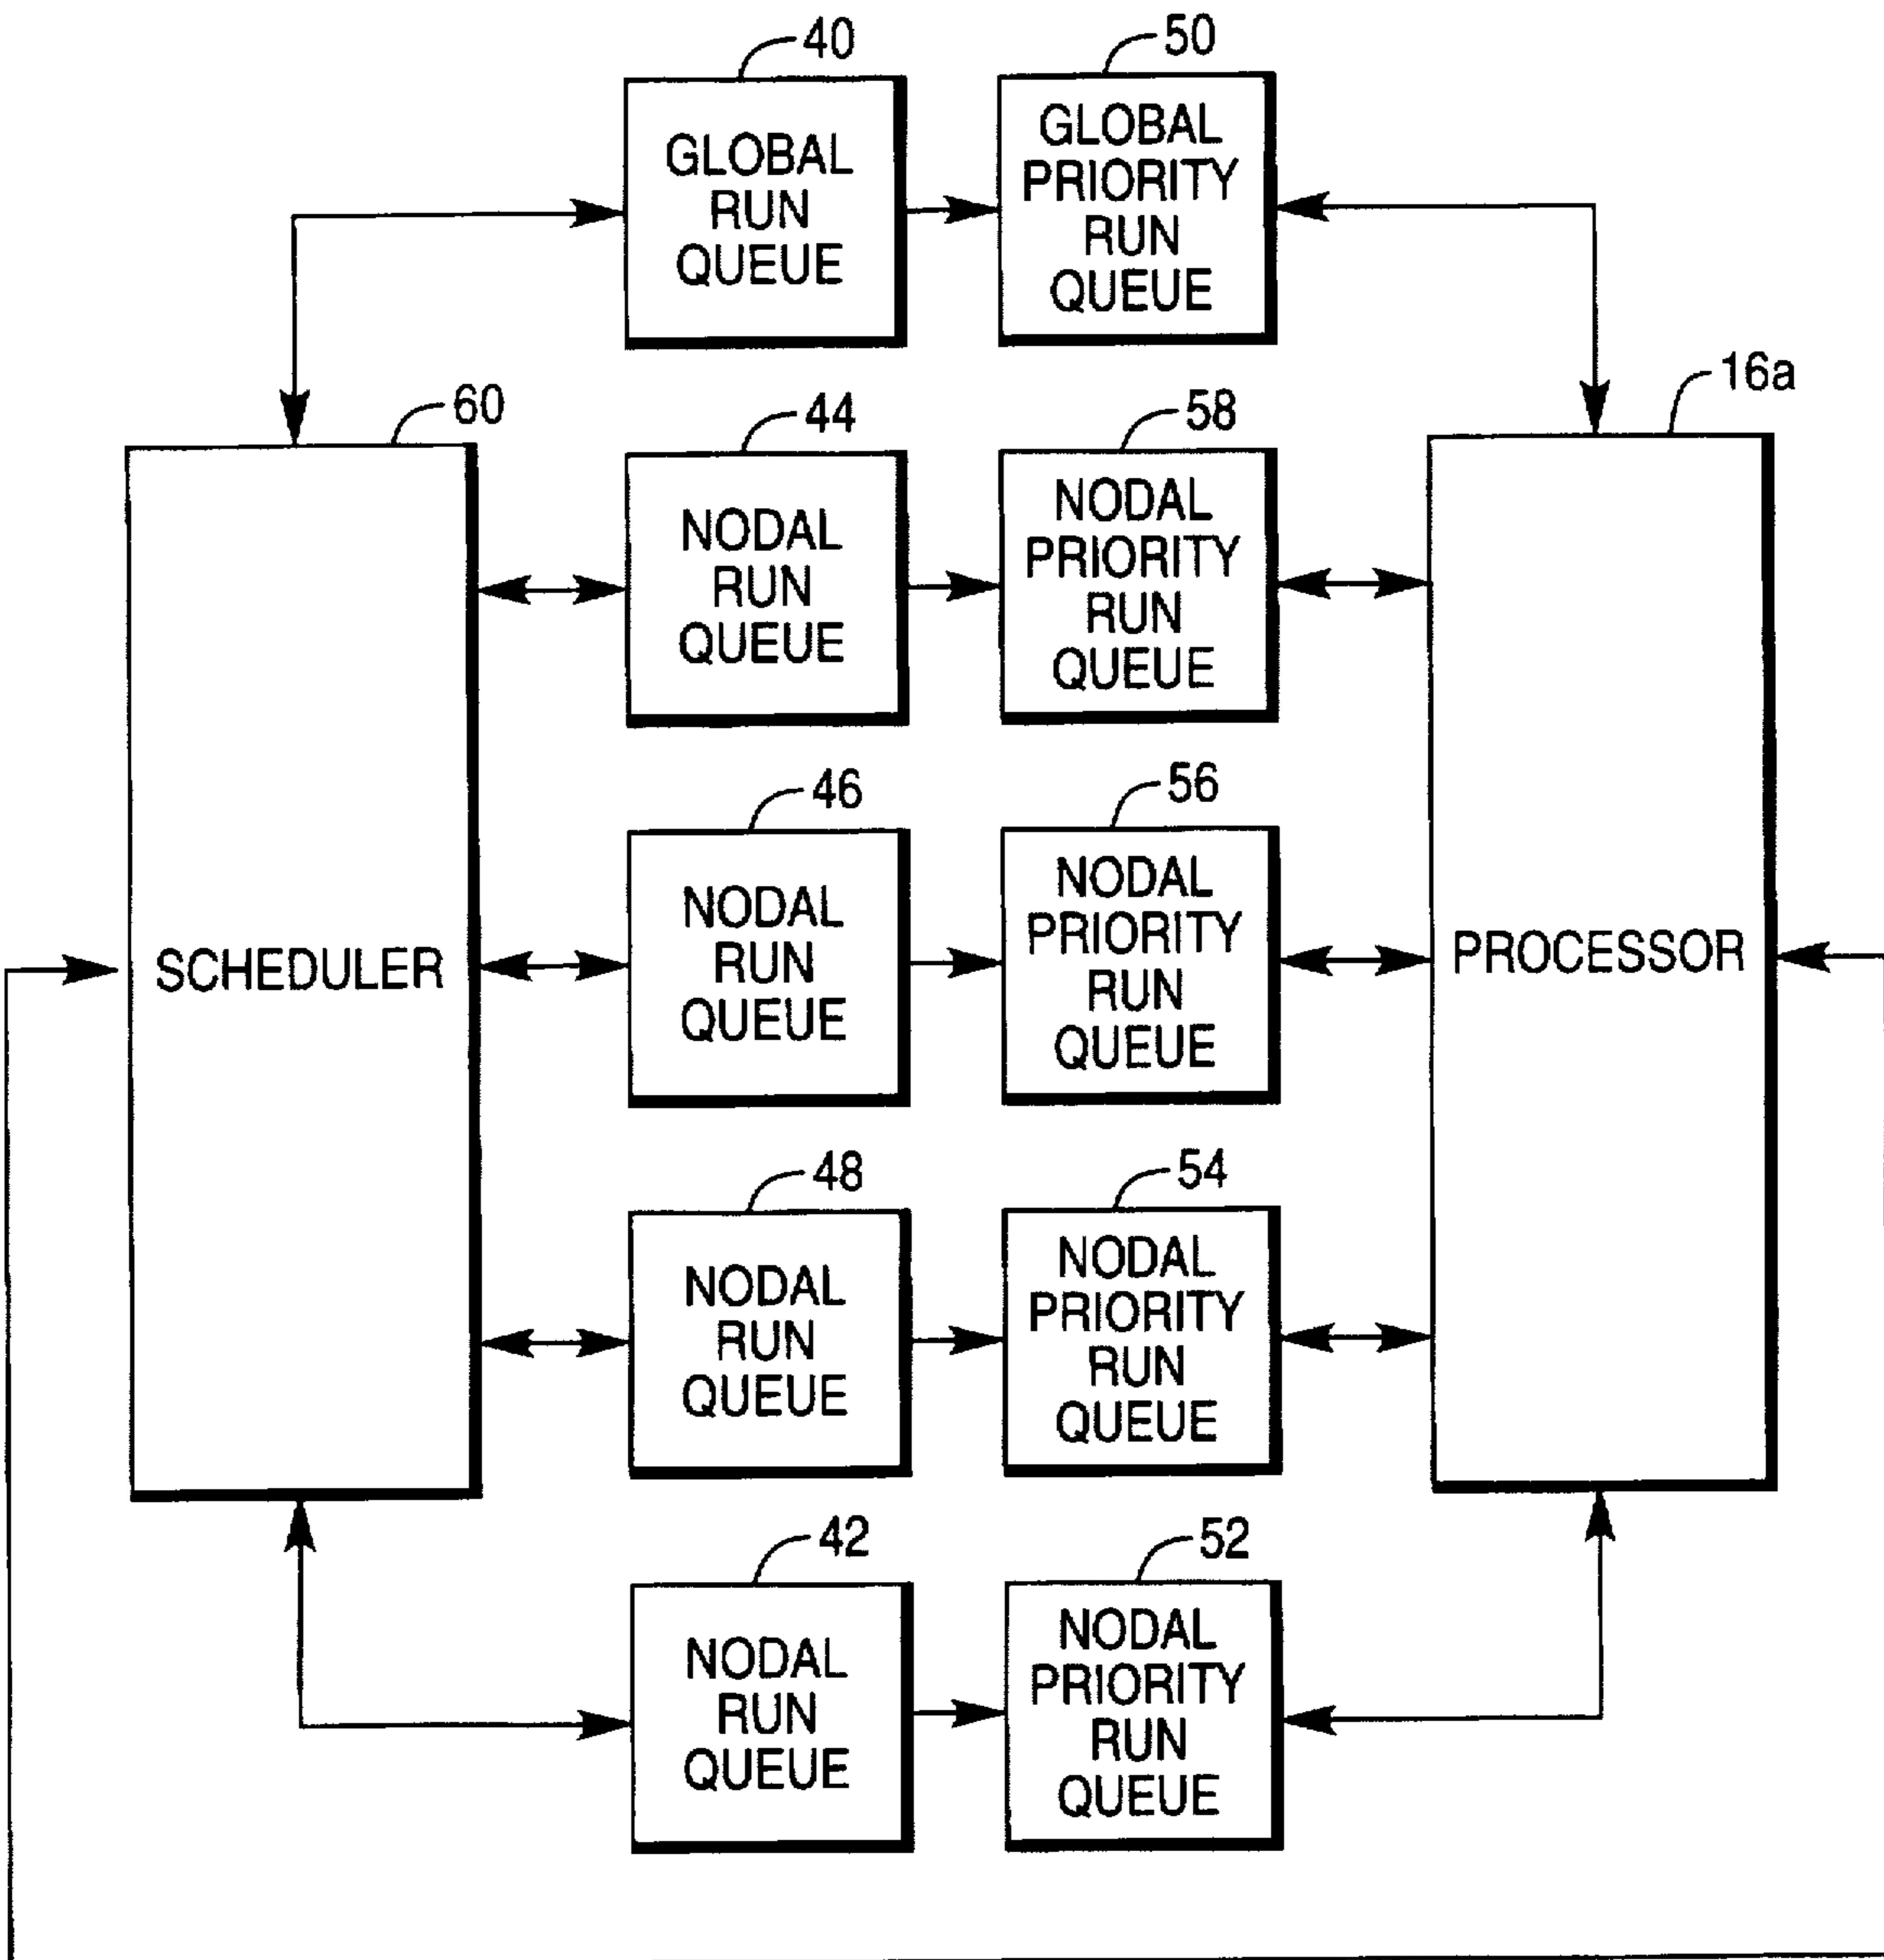 40
50
GLOBAL
RUN
QUEUE
GLOBAL
PRIORITY
RUN
QUEUE
60
44
58
16a
NODAL
RUN
QUEUE
NODAL
PRIORITY
RUN
QUEUE
46
56
SCHEDULER
NODAL
RUN
QUEUE
NODAL
PRIORITY
RUN
QUEUE
PROCESSOR
48
54
NODAL
RUN
QUEUE
NODAL
PRIORITY
RUN
QUEUE
42
52
NODAL
RUN
QUEUE
NODAL
PRIORITY
RUN
QUEUE